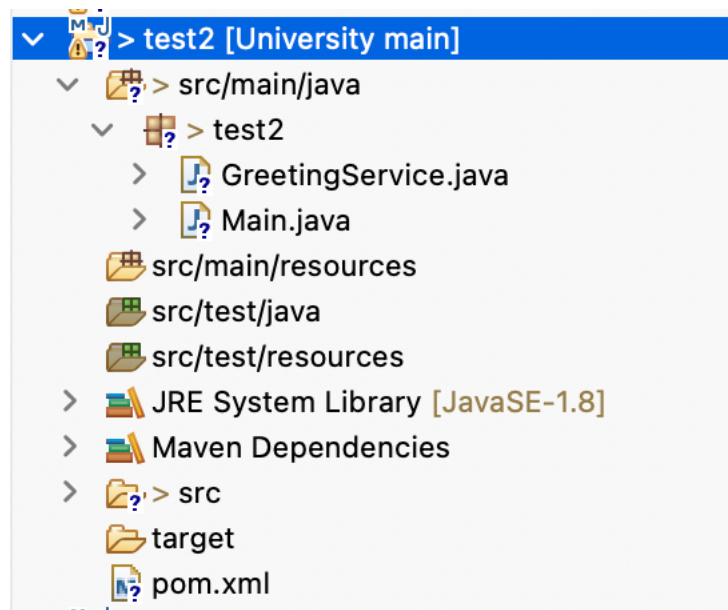 > test2 [University main]
> src/main/java
> test2
GreetingService.java
Main.java
src/main/resources
src/test/java
src/test/resources
JRE System Library [JavaSE-1.8]
Maven Dependencies
> src
target
pom.xml